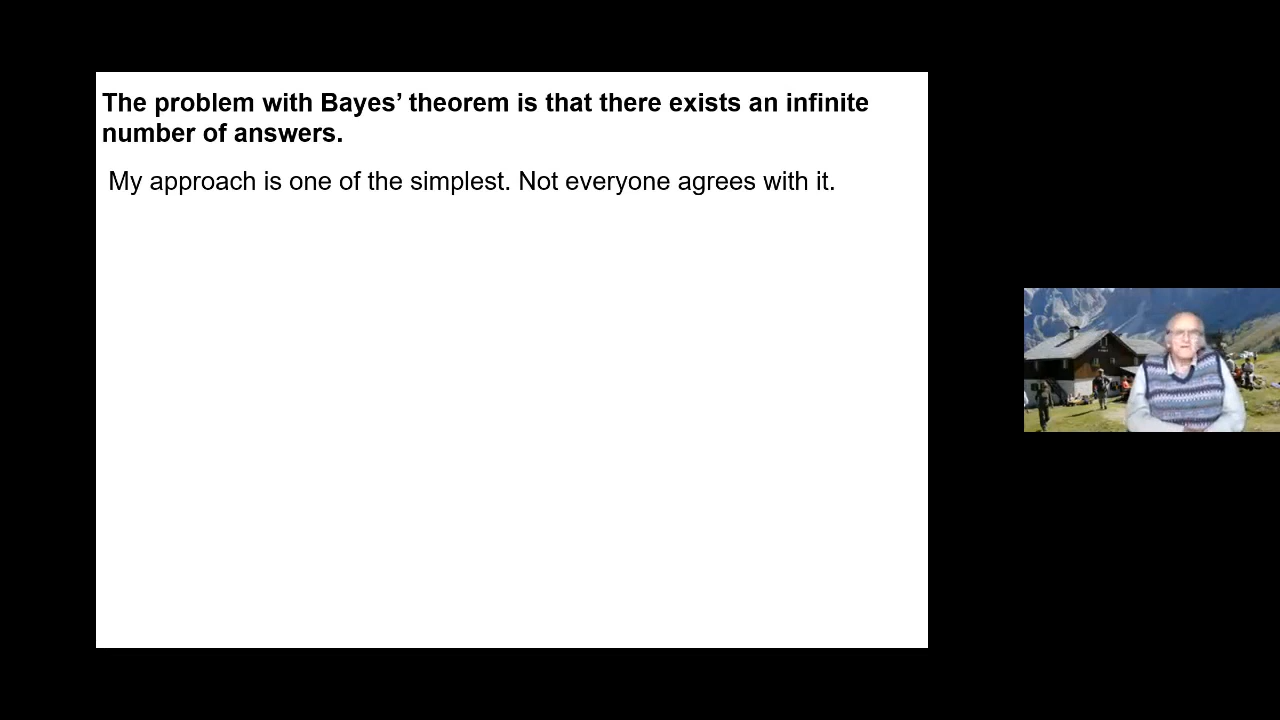 The problem with Bayes’ theorem is that there exists an infinite
number of answers.
My approach is one of the simplest. Not everyone agrees with it.